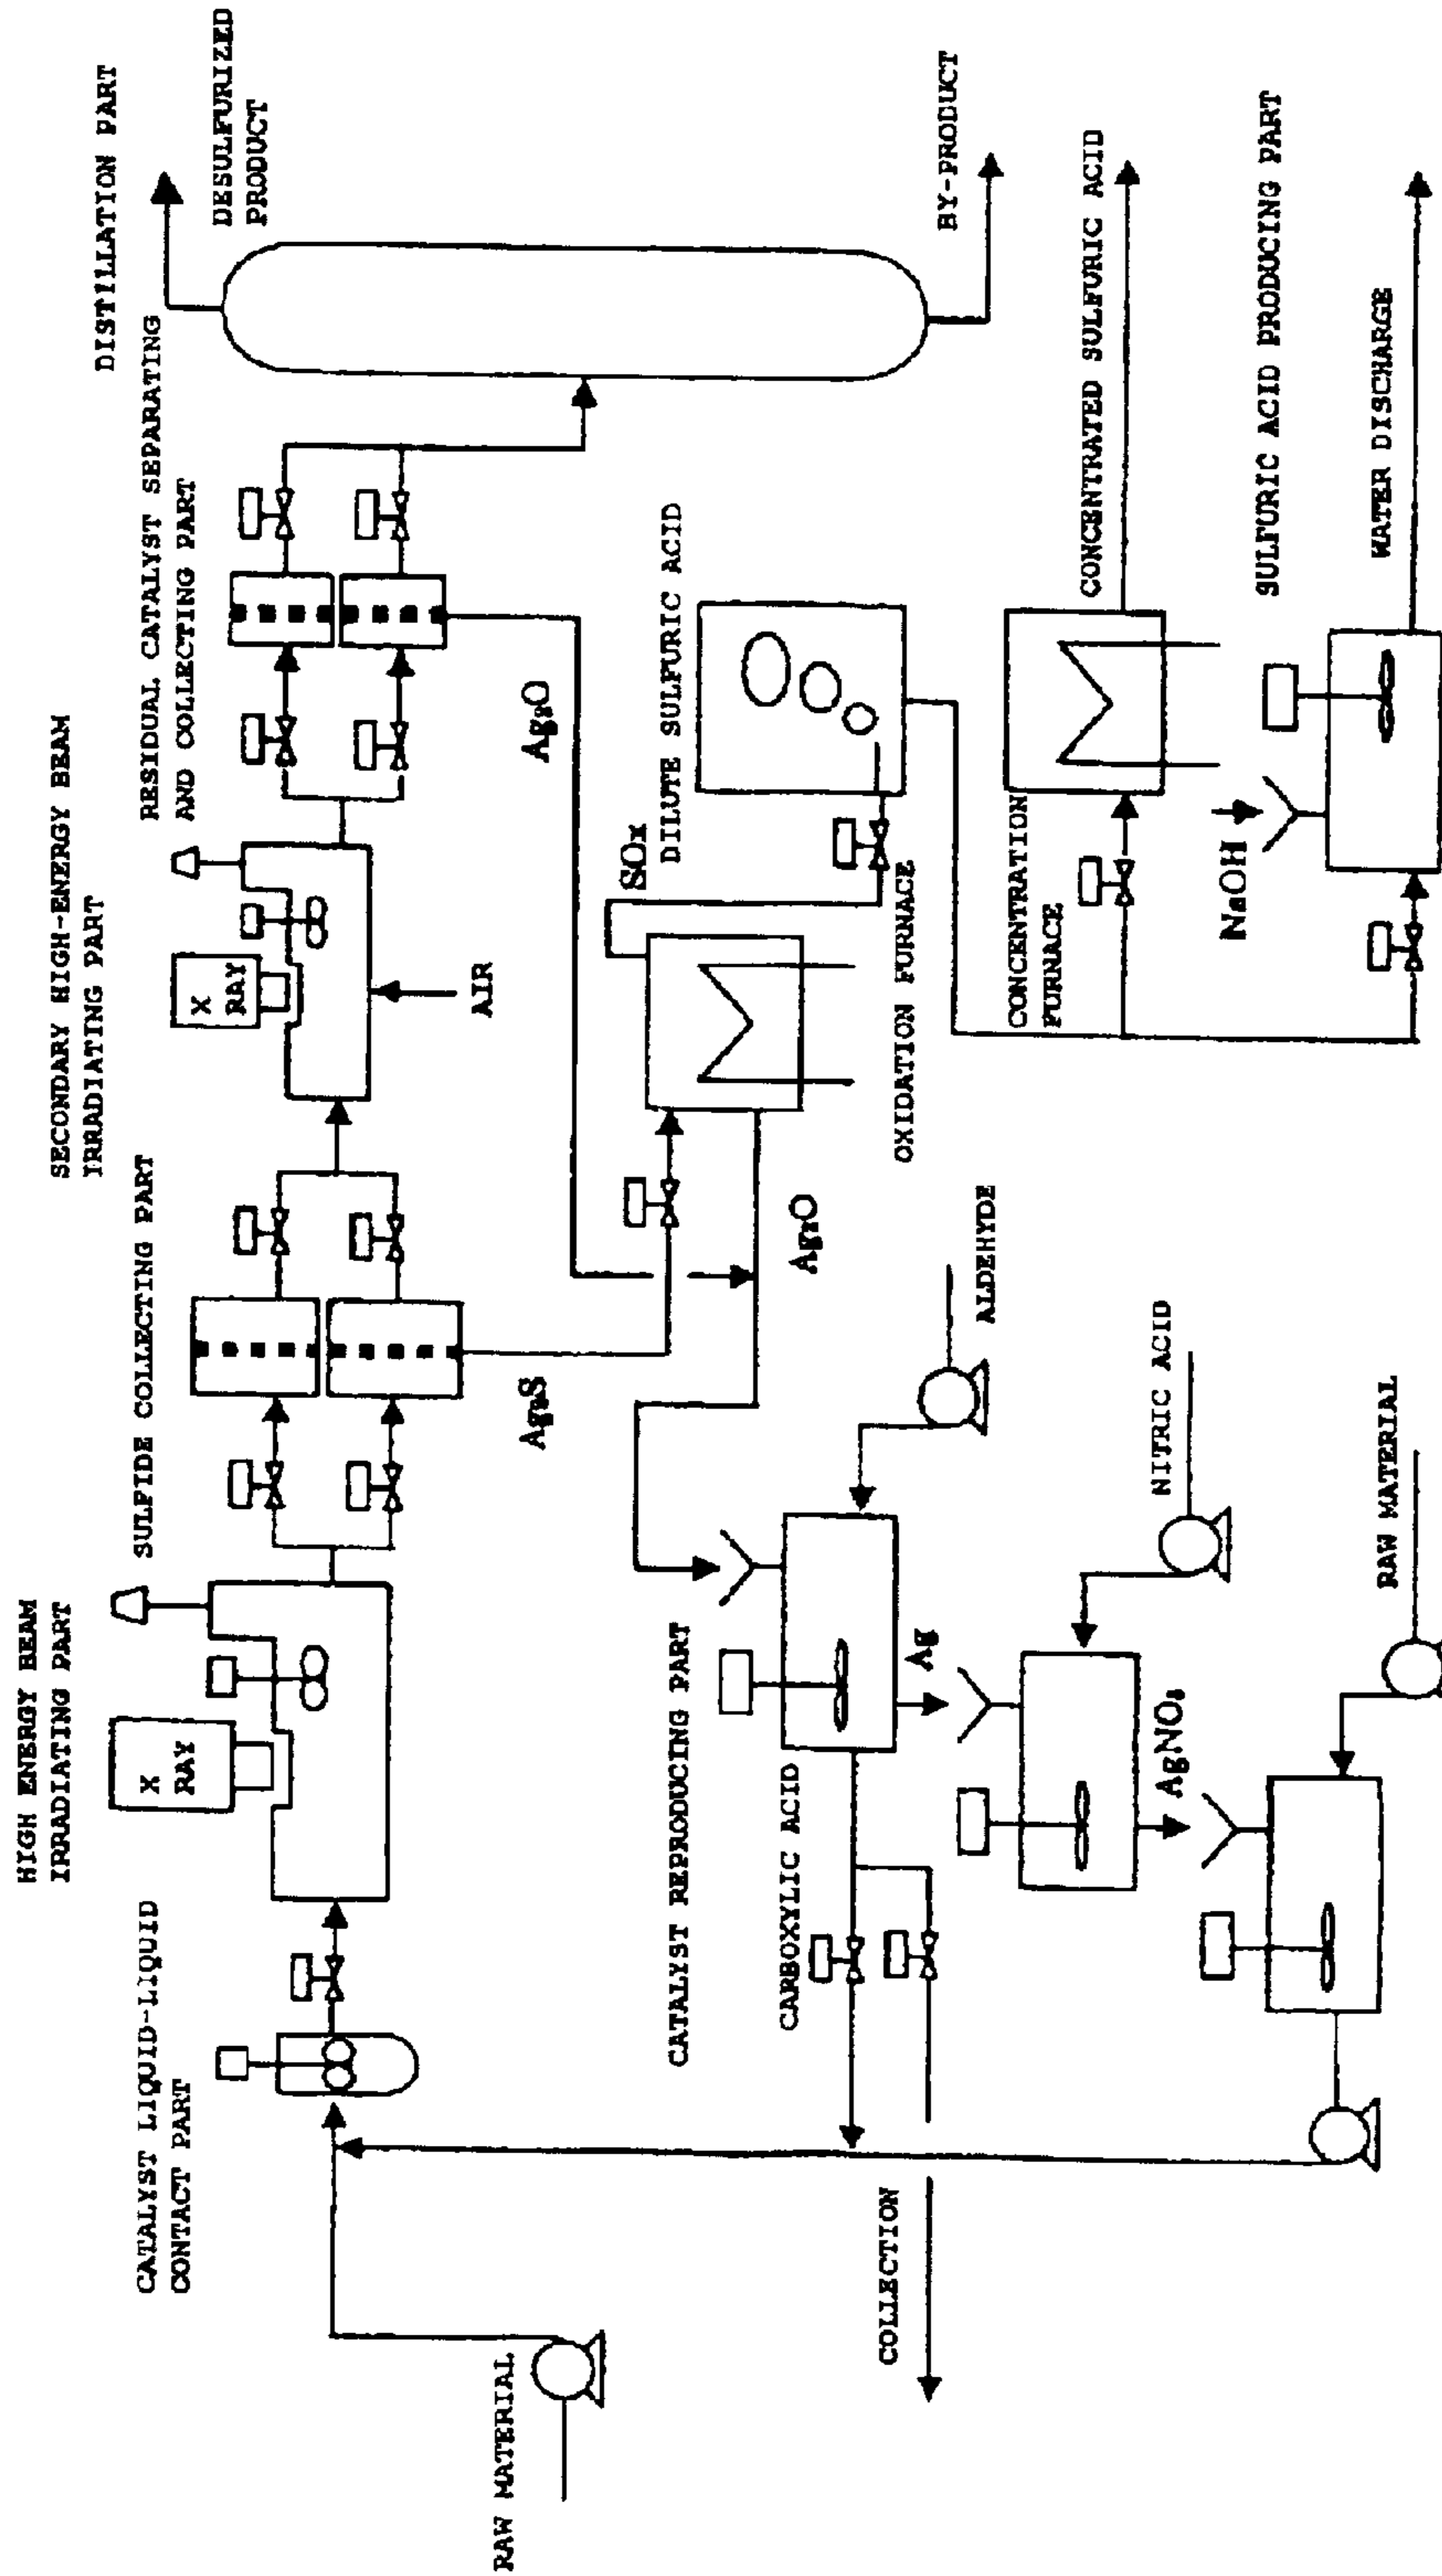 HIGH ENERGY BEAM
IRRADIATING PART
SECONDARY HIGH-ENERGY BEAM
IRRADIATING PART
DISTILLATION PART
CATALYST LIQUID-LIQUID
CONTACT PART
SULFIDE COLLECTING PART
RESIDUAL CATALYST SEPARATING
AND COLLECTING PART
DESULFURIZED
PRODUCT
X
RAY
X
RAY
AIR
RAW MATERIAL
Ag₂S
Ag₂O
SOx
DILUTE SULFURIC ACID
BY-PRODUCT
CATALYST REPRODUCING PART
Ag₂O
OXIDATION FURNACE
CARBOXYLIC ACID
Ag
ALDEHYDE
COLLECTION
CONCENTRATION
FURNACE
CONCENTRATED SULFURIC ACID
AgNO₃
NITRIC ACID
NaOH
SULFURIC ACID PRODUCING PART
RAW MATERIAL
WATER DISCHARGE